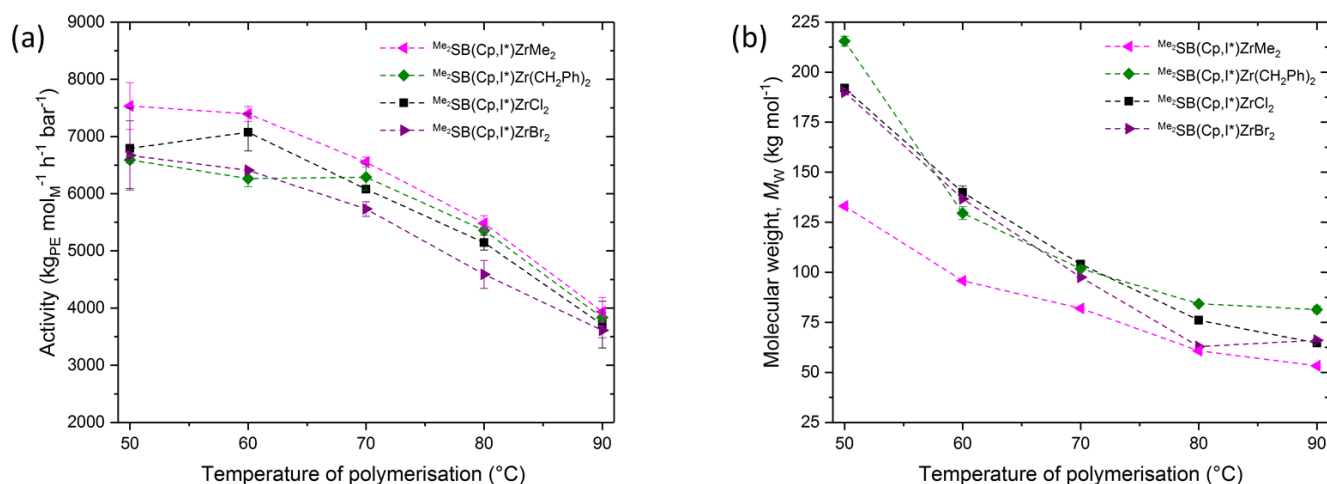 (a)
Activity (kg_PE mol_M^-1 h^-1 bar^-1)
9000
8000
7000
6000
5000
4000
3000
2000
50 60 70 80 90
Temperature of polymerisation (°C)
^Me₂SB(Cp,I*)ZrMe₂
^Me₂SB(Cp,I*)Zr(CH₂Ph)₂
^Me₂SB(Cp,I*)ZrCl₂
^Me₂SB(Cp,I*)ZrBr₂
(b)
Molecular weight, M_W (kg mol^-1)
225
200
175
150
125
100
75
50
25
50 60 70 80 90
Temperature of polymerisation (°C)
^Me₂SB(Cp,I*)ZrMe₂
^Me₂SB(Cp,I*)Zr(CH₂Ph)₂
^Me₂SB(Cp,I*)ZrCl₂
^Me₂SB(Cp,I*)ZrBr₂